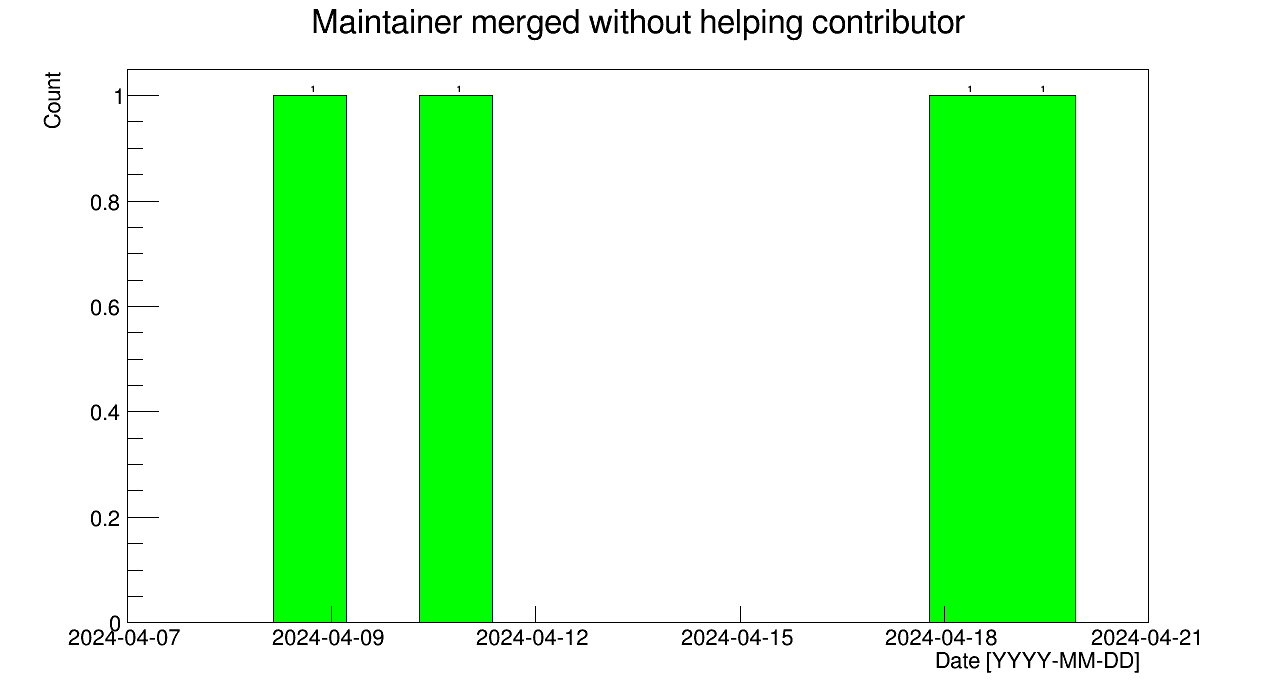 Maintainer merged without helping contributor
Count
1 1 1 1
1
0.8
0.6
0.4
0.2
0
2024-04-07 2024-04-09 2024-04-12 2024-04-15 2024-04-18 2024-04-21
Date [YYYY-MM-DD]